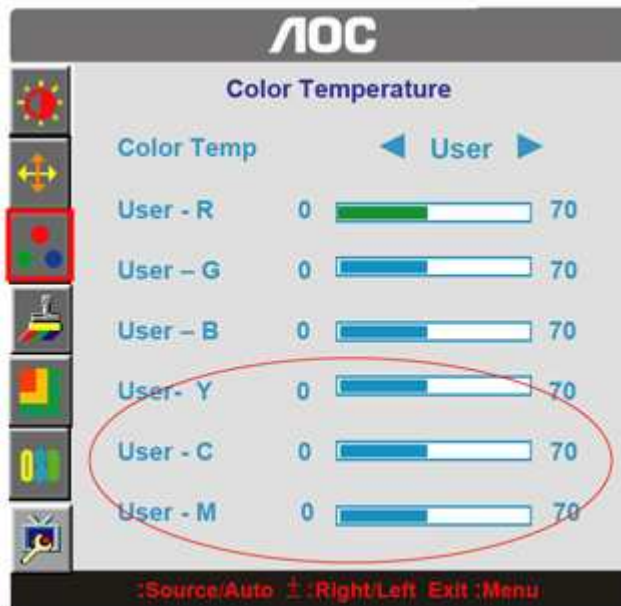 AOC
Color Temperature
Color Temp User
User - R 0 70
User – G 0 70
User – B 0 70
User- Y 0 70
User - C 0 70
User - M 0 70
:Source/Auto ± :Right/Left Exit :Menu